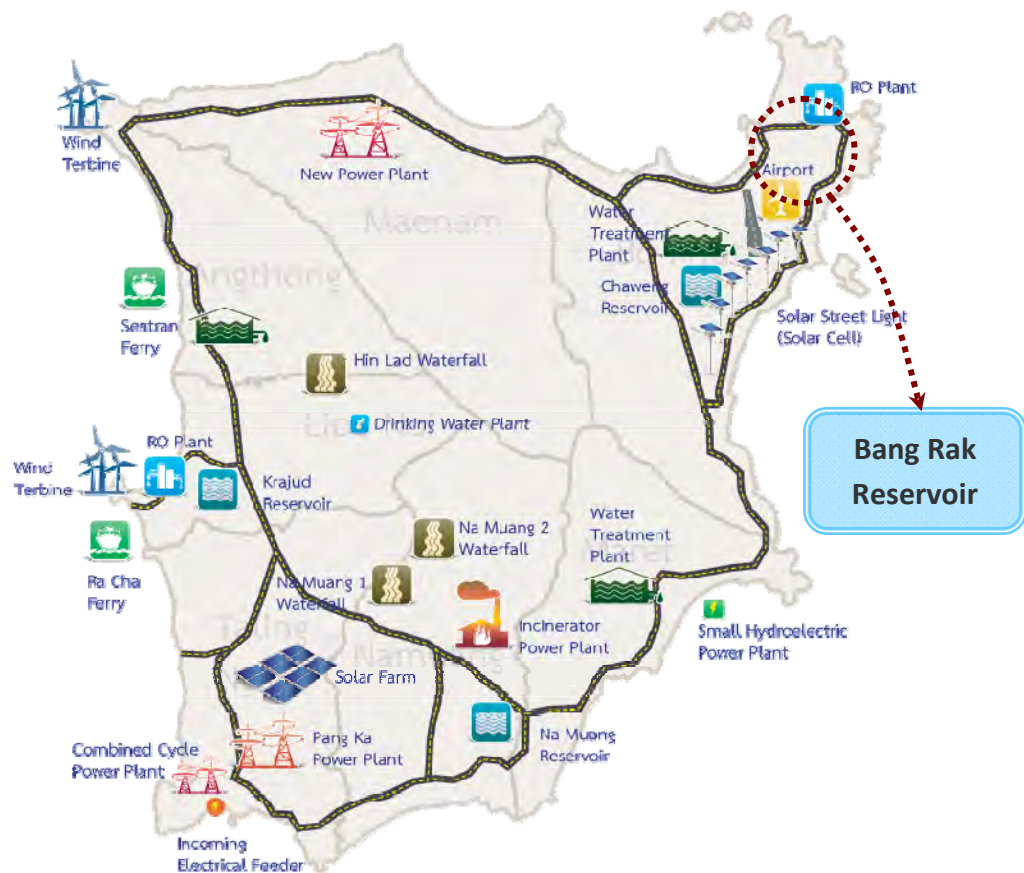 RO Plant
Wind
Terbine
Airport
New Power Plant
Water
Treatment
Plant
Maenam
Angthong
Chaweng
Reservoir
Seatran
Ferry
Solar Street Light
(Solar Cell)
Hin Lad Waterfall
Drinking Water Plant
RO Plant
Wind
Terbine
Krajud
Reservoir
Bang Rak
Reservoir
Water
Treatment
Plant
Na Muang 2
Waterfall
Ra Cha
Ferry
Na Muang 1
Waterfall
Incinerator
Power Plant
Small Hydroelectric
Power Plant
Taling
Namuang
Solar Farm
Pang Ka
Power Plant
Na Muang
Reservoir
Combined Cycle
Power Plant
Incoming
Electrical Feeder